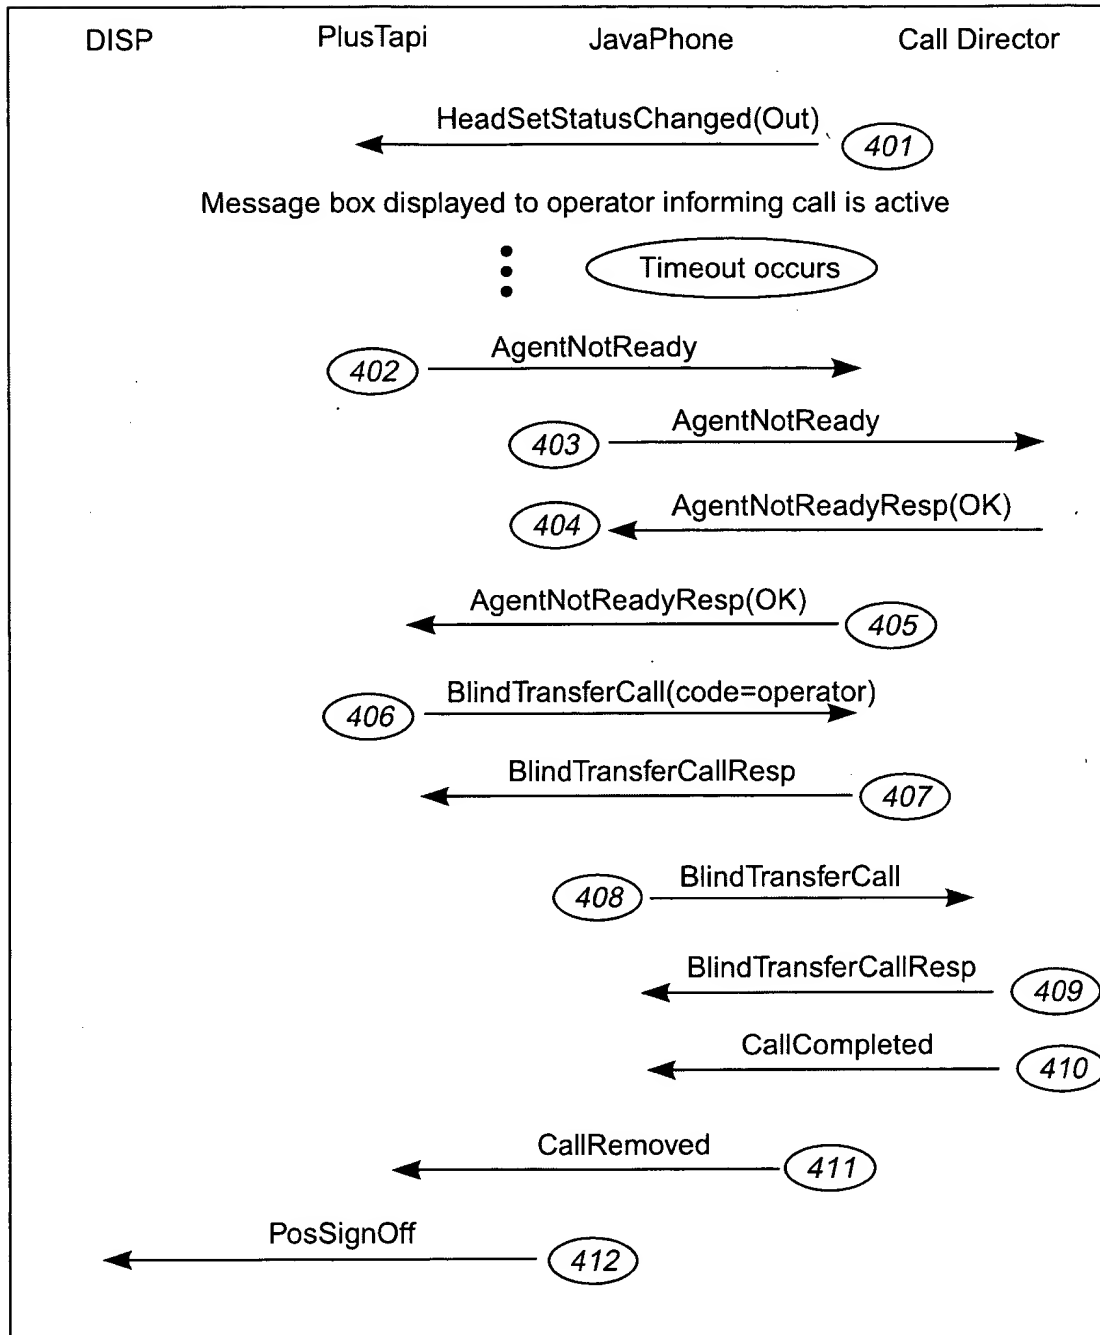 DISP PlusTapi JavaPhone Call Director
HeadSetStatusChanged(Out)
401
Message box displayed to operator informing call is active
Timeout occurs
AgentNotReady
402
AgentNotReady
403
AgentNotReadyResp(OK)
404
AgentNotReadyResp(OK)
405
BlindTransferCall(code=operator)
406
BlindTransferCallResp
407
BlindTransferCall
408
BlindTransferCallResp
409
CallCompleted
410
CallRemoved
411
PosSignOff
412